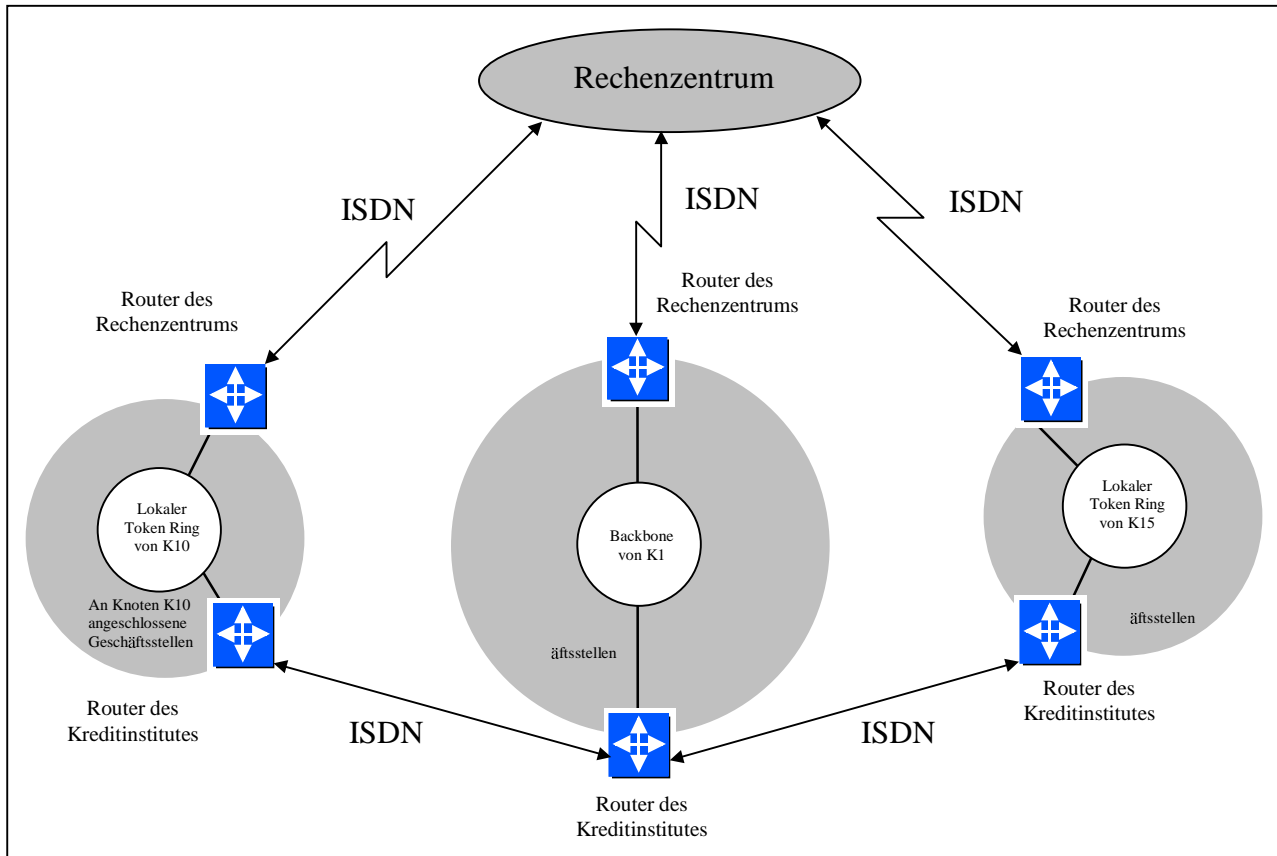 Rechenzentrum
ISDN
ISDN
ISDN
Router des
Rechenzentrums
Router des
Rechenzentrums
Router des
Rechenzentrums
Lokaler
Token Ring
von K10
An Knoten K10
angeschlossene
Geschäftsstellen
Backbone
von K1
äftsstellen
Lokaler
Token Ring
von K15
äftsstellen
Router des
Kreditinstitutes
ISDN
Router des
Kreditinstitutes
ISDN
Router des
Kreditinstitutes